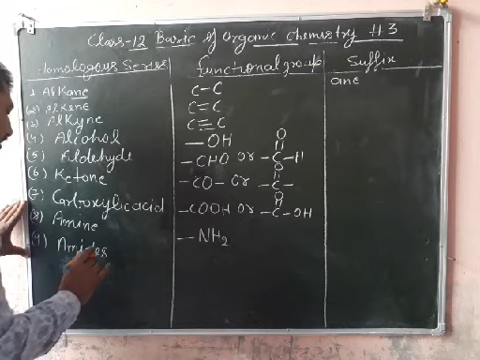 Class-12 Basic of Organic chemistry # 3
Homologous Series Functional group Suffix
1. Alkane C-C ane
(2) Alkene C=C
(3) Alkyne C≡C
(4) Alcohol -OH
(5) Aldehyde -CHO or -C-H O
(6) Ketone -CO- or -C- O
(7) Carboxylic acid -COOH or -C-OH O
(8) Amine -NH2
(9) Amides